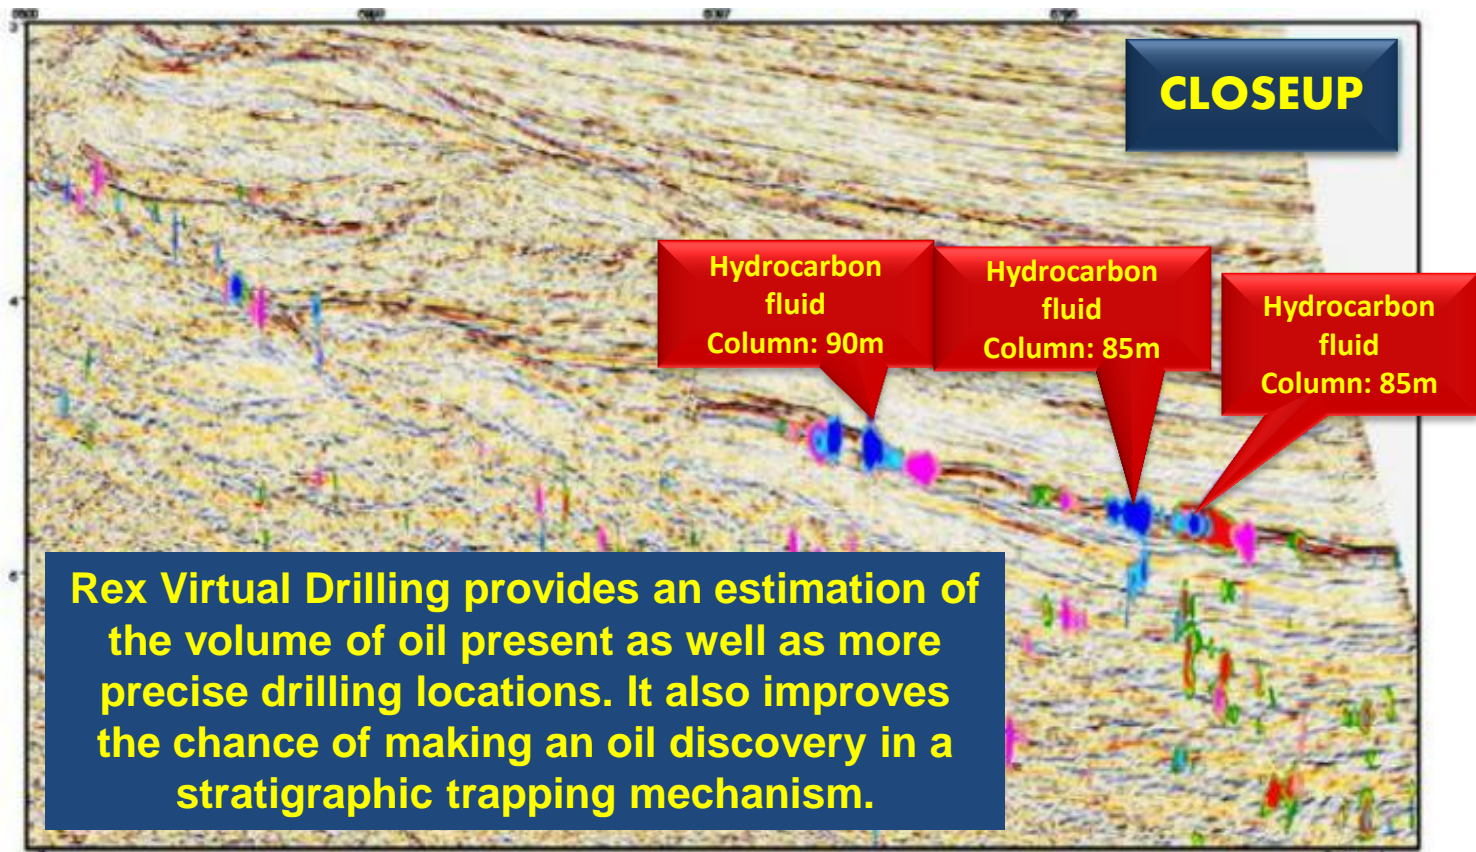 CLOSEUP
Hydrocarbon
fluid
Column: 90m
Hydrocarbon
fluid
Column: 85m
Hydrocarbon
fluid
Column: 85m
4
Rex Virtual Drilling provides an estimation of
the volume of oil present as well as more
precise drilling locations. It also improves
the chance of making an oil discovery in a
stratigraphic trapping mechanism.